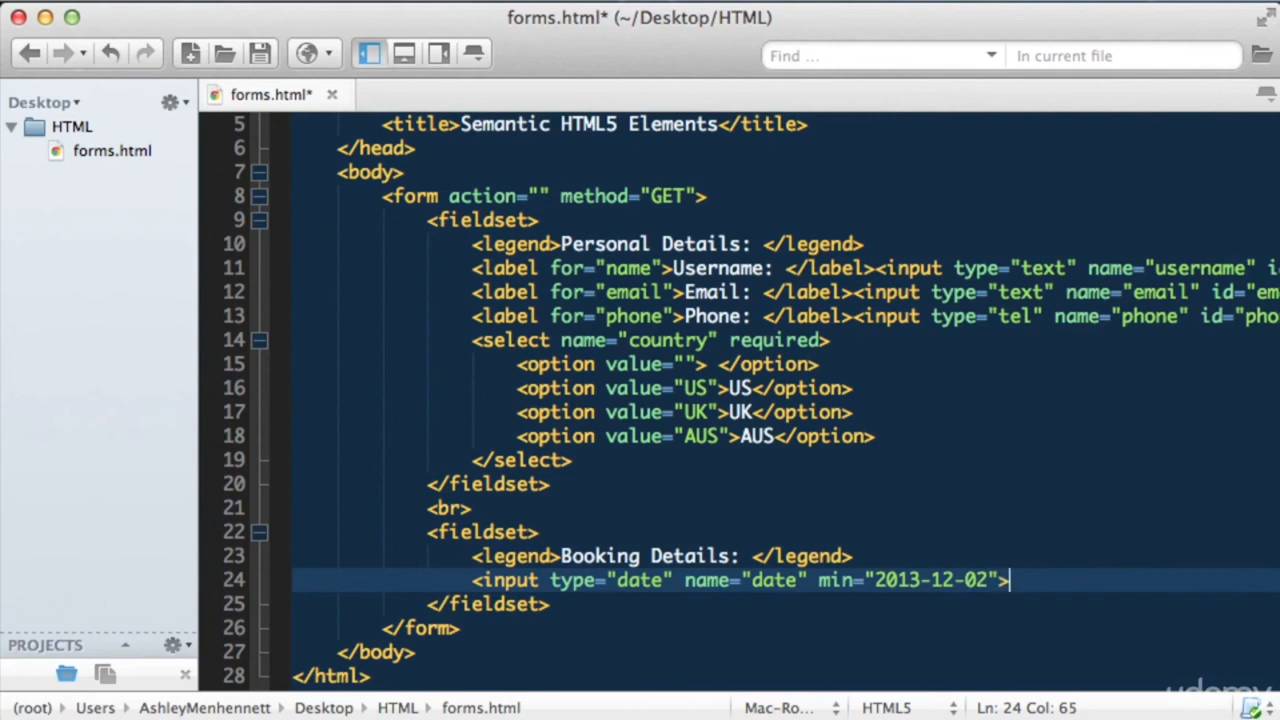 forms.html* (~/Desktop/HTML)
Find ...
In current file
Desktop
forms.html*
HTML
forms.html
5 <title>Semantic HTML5 Elements</title>
6 </head>
7 <body>
8 <form action="" method="GET">
9 <fieldset>
10 <legend>Personal Details: </legend>
11 <label for="name">Username: </label><input type="text" name="username" i
12 <label for="email">Email: </label><input type="text" name="email" id="em
13 <label for="phone">Phone: </label><input type="tel" name="phone" id="pho
14 <select name="country" required>
15 <option value=""> </option>
16 <option value="US">US</option>
17 <option value="UK">UK</option>
18 <option value="AUS">AUS</option>
19 </select>
20 </fieldset>
21 <br>
22 <fieldset>
23 <legend>Booking Details: </legend>
24 <input type="date" name="date" min="2013-12-02">
25 </fieldset>
26 </form>
27 </body>
28 </html>
PROJECTS
udemy
(root) Users AshleyMenhennett Desktop HTML forms.html Mac-Ro... HTML5 Ln: 24 Col: 65